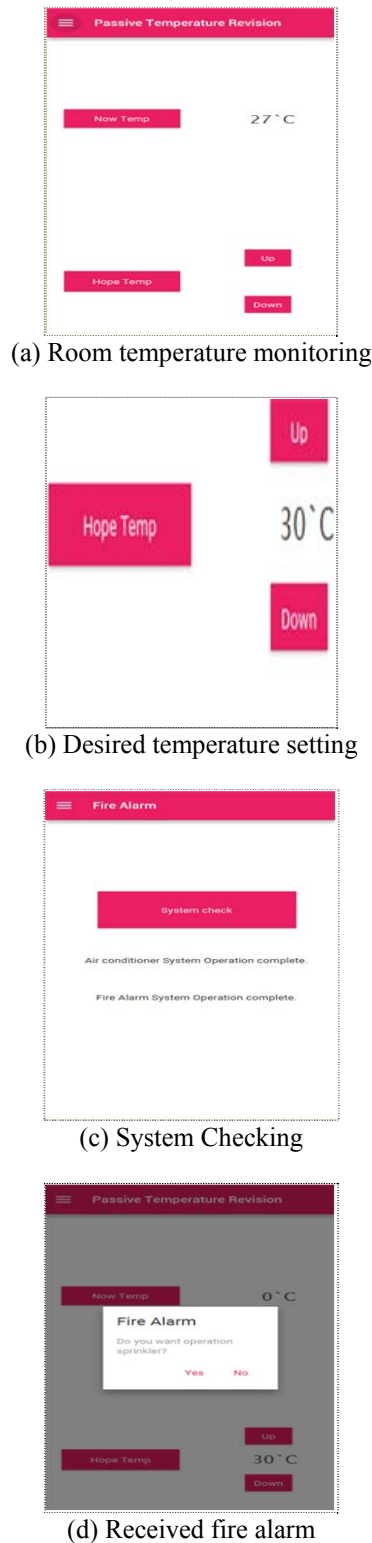 Passive Temperature Revision
Now Temp 27`C
Up
Hope Temp
Down
(a) Room temperature monitoring
Up
Hope Temp 30`C
Down
(b) Desired temperature setting
Fire Alarm
System check
Air conditioner System Operation complete.
Fire Alarm System Operation complete.
(c) System Checking
Passive Temperature Revision
Now Temp 0`C
Fire Alarm
Do you want operation
sprinkler?
Yes No
Up
Hope Temp 30`C
Down
(d) Received fire alarm